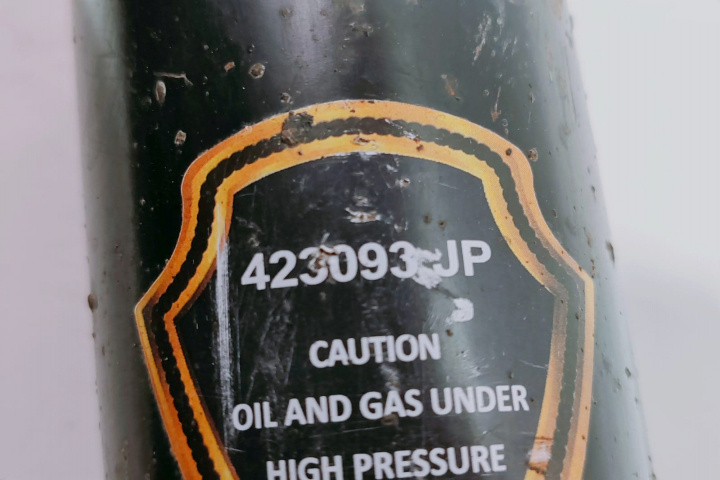 423093 JP
CAUTION
OIL AND GAS UNDER
HIGH PRESSURE